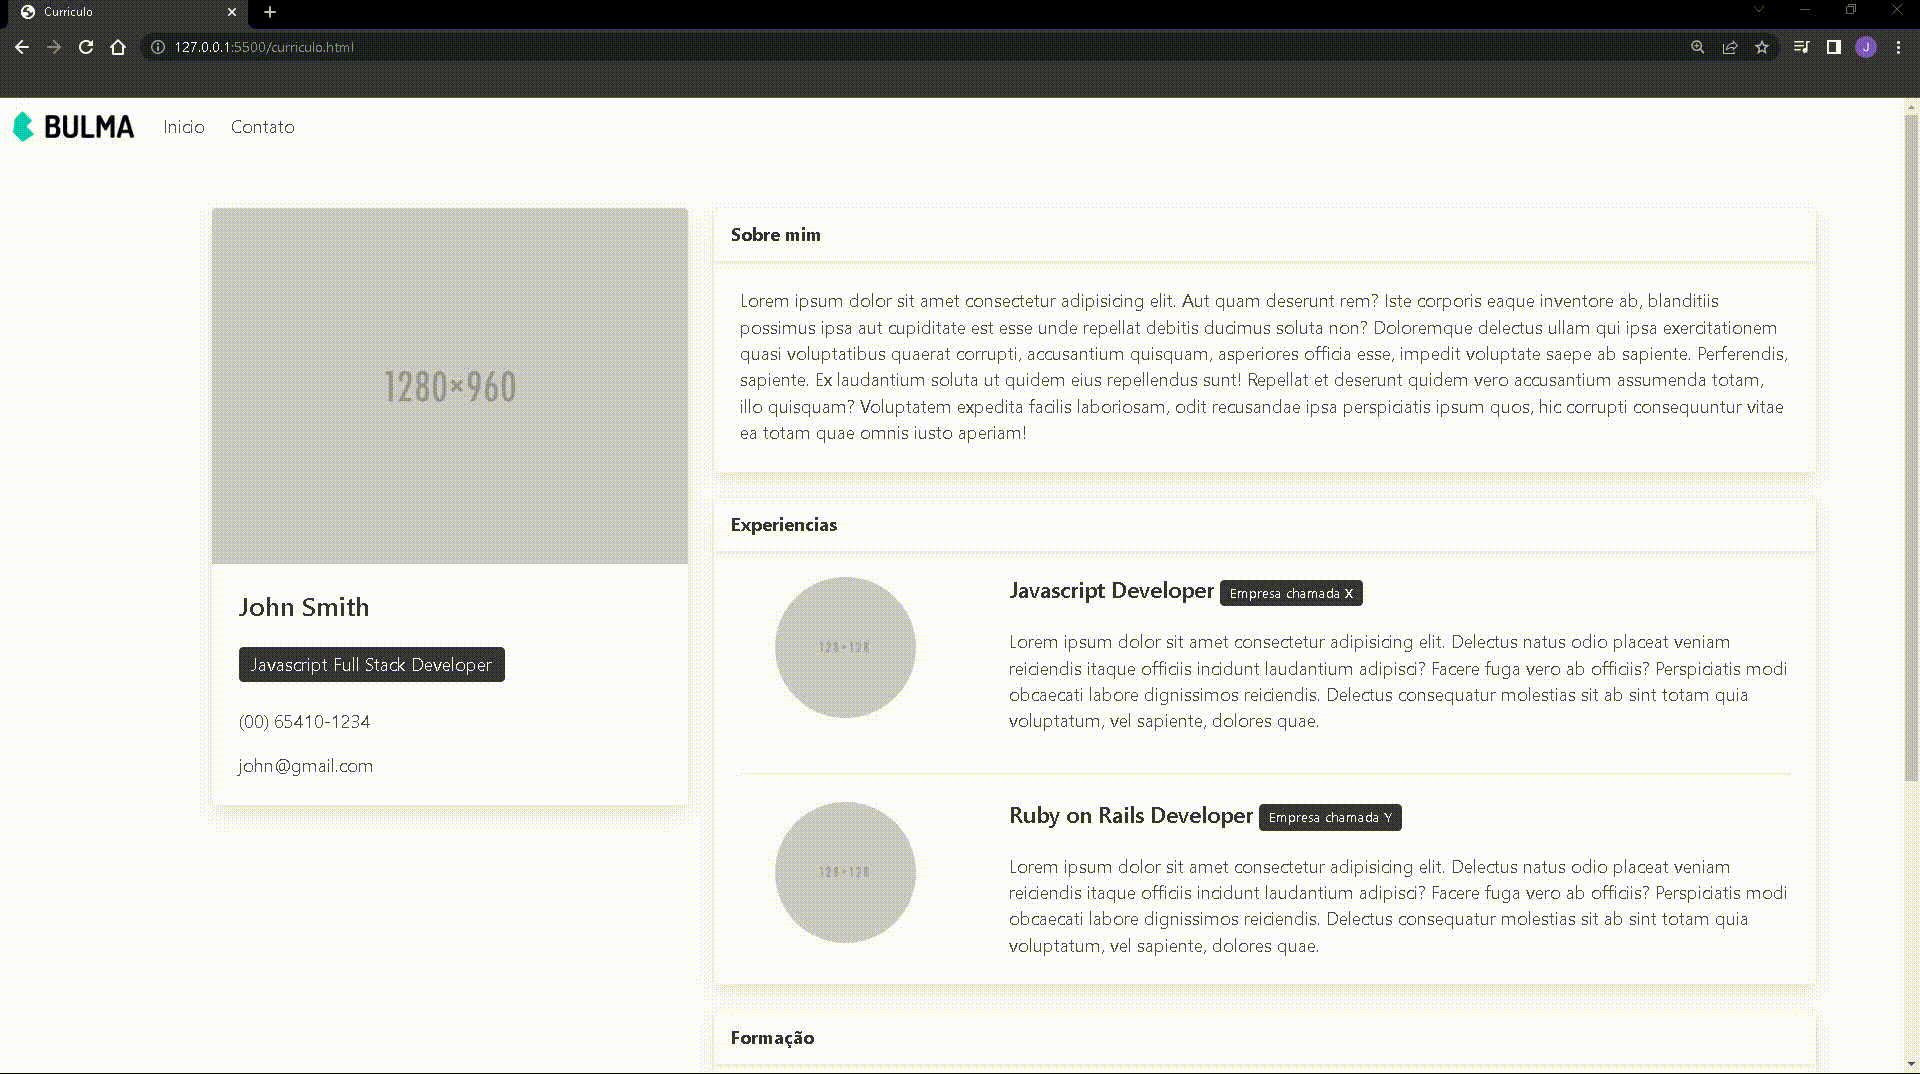 Curriculo
127.0.0.1:5500/curriculo.html
J
BULMA
Inicio
Contato
1280×960
John Smith
Javascript Full Stack Developer
(00) 65410-1234
john@gmail.com
Sobre mim
Lorem ipsum dolor sit amet consectetur adipisicing elit. Aut quam deserunt rem? Iste corporis eaque inventore ab, blanditiis
possimus ipsa aut cupiditate est esse unde repellat debitis ducimus soluta non? Doloremque delectus ullam qui ipsa exercitationem
quasi voluptatibus quaerat corrupti, accusantium quisquam, asperiores officia esse, impedit voluptate saepe ab sapiente. Perferendis,
sapiente. Ex laudantium soluta ut quidem eius repellendus sunt! Repellat et deserunt quidem vero accusantium assumenda totam,
illo quisquam? Voluptatem expedita facilis laboriosam, odit recusandae ipsa perspiciatis ipsum quos, hic corrupti consequuntur vitae
ea totam quae omnis iusto aperiam!
Experiencias
128×128
Javascript Developer Empresa chamada X
Lorem ipsum dolor sit amet consectetur adipisicing elit. Delectus natus odio placeat veniam
reiciendis itaque officiis incidunt laudantium adipisci? Facere fuga vero ab officiis? Perspiciatis modi
obcaecati labore dignissimos reiciendis. Delectus consequatur molestias sit ab sint totam quia
voluptatum, vel sapiente, dolores quae.
128×128
Ruby on Rails Developer Empresa chamada Y
Lorem ipsum dolor sit amet consectetur adipisicing elit. Delectus natus odio placeat veniam
reiciendis itaque officiis incidunt laudantium adipisci? Facere fuga vero ab officiis? Perspiciatis modi
obcaecati labore dignissimos reiciendis. Delectus consequatur molestias sit ab sint totam quia
voluptatum, vel sapiente, dolores quae.
Formação